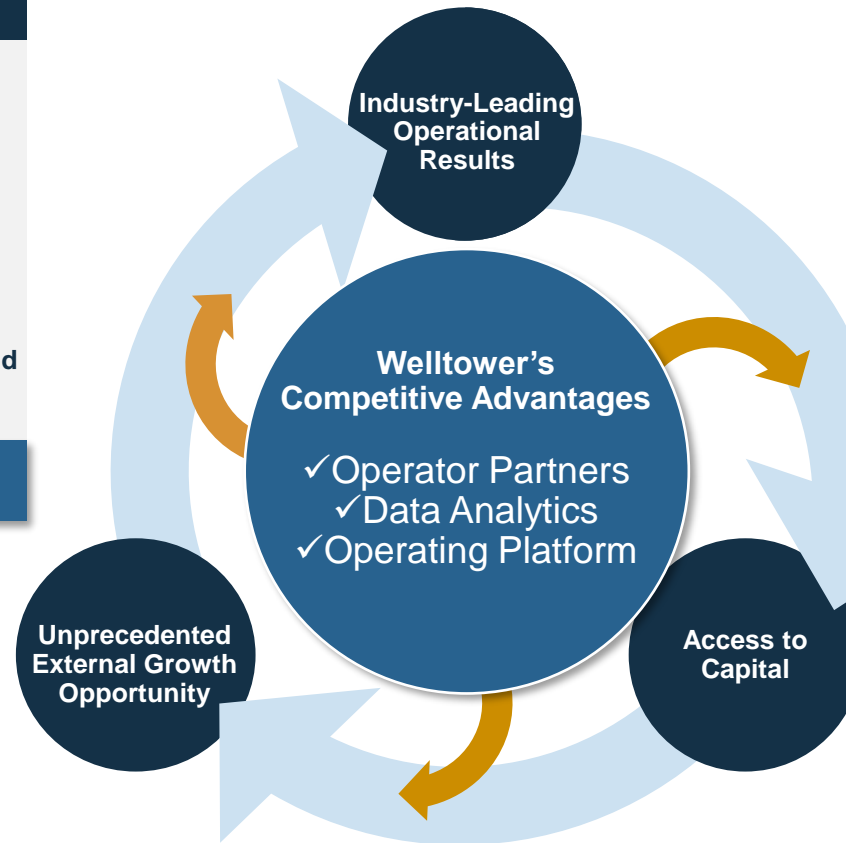 Industry-Leading
Operational
Results
d
Welltower’s
Competitive Advantages
✓Operator Partners
✓Data Analytics
✓Operating Platform
Unprecedented
External Growth
Opportunity
Access to
Capital